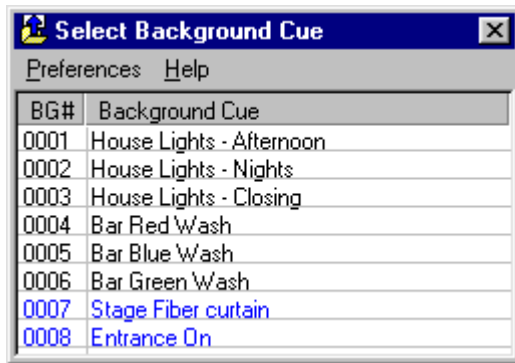 Select Background Cue
Preferences Help
BG# Background Cue
0001 House Lights - Afternoon
0002 House Lights - Nights
0003 House Lights - Closing
0004 Bar Red Wash
0005 Bar Blue Wash
0006 Bar Green Wash
0007 Stage Fiber curtain
0008 Entrance On